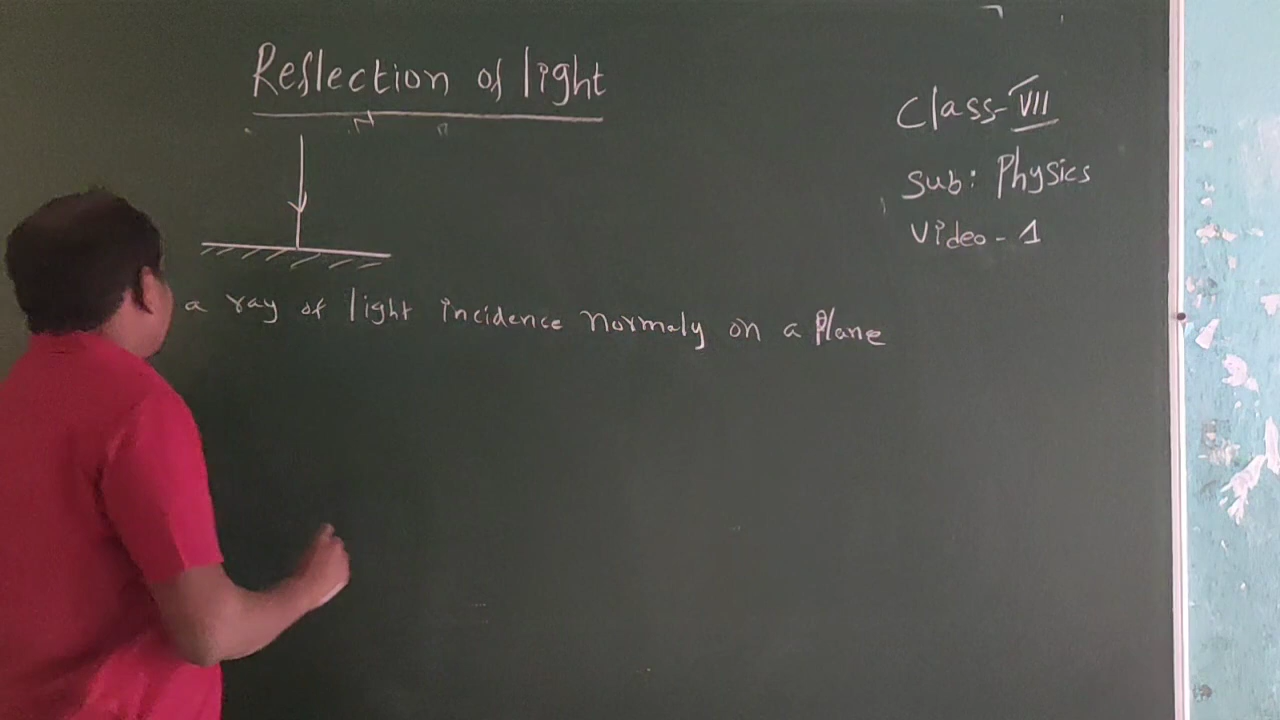 Reflection of light
N
a ray of light incidence normaly on a plane
Class-VII
Sub: Physics
Video-1